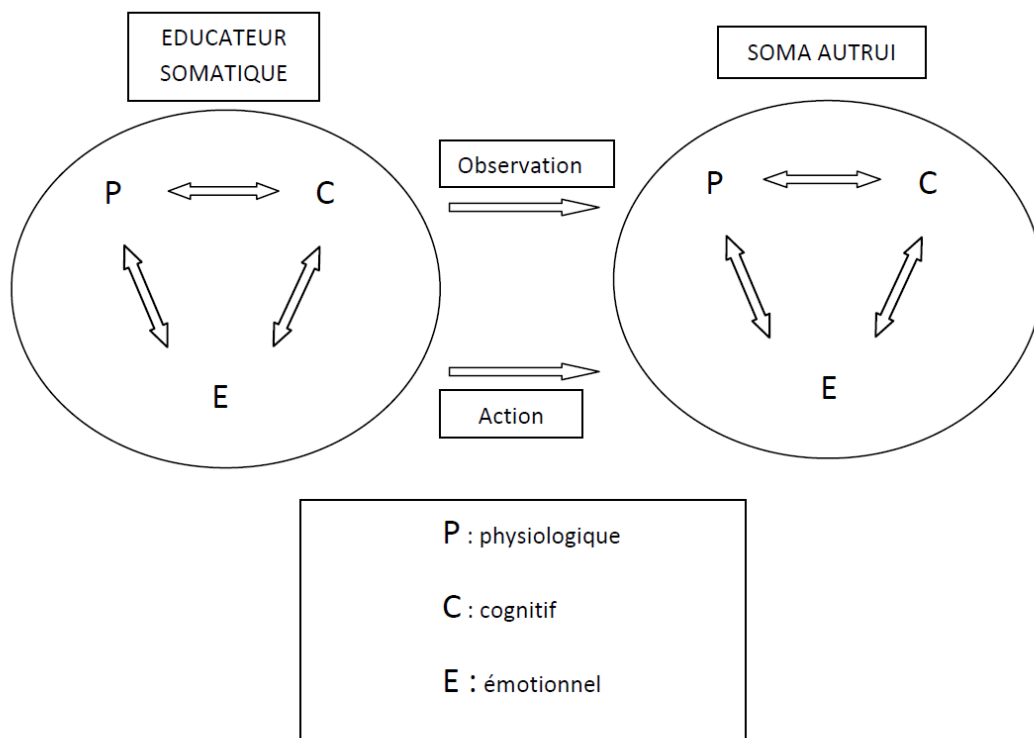 EDUCATEUR
SOMATIQUE
SOMA AUTRUI
Observation
P
C
P
C
E
E
Action
P : physiologique
C : cognitif
E : émotionnel